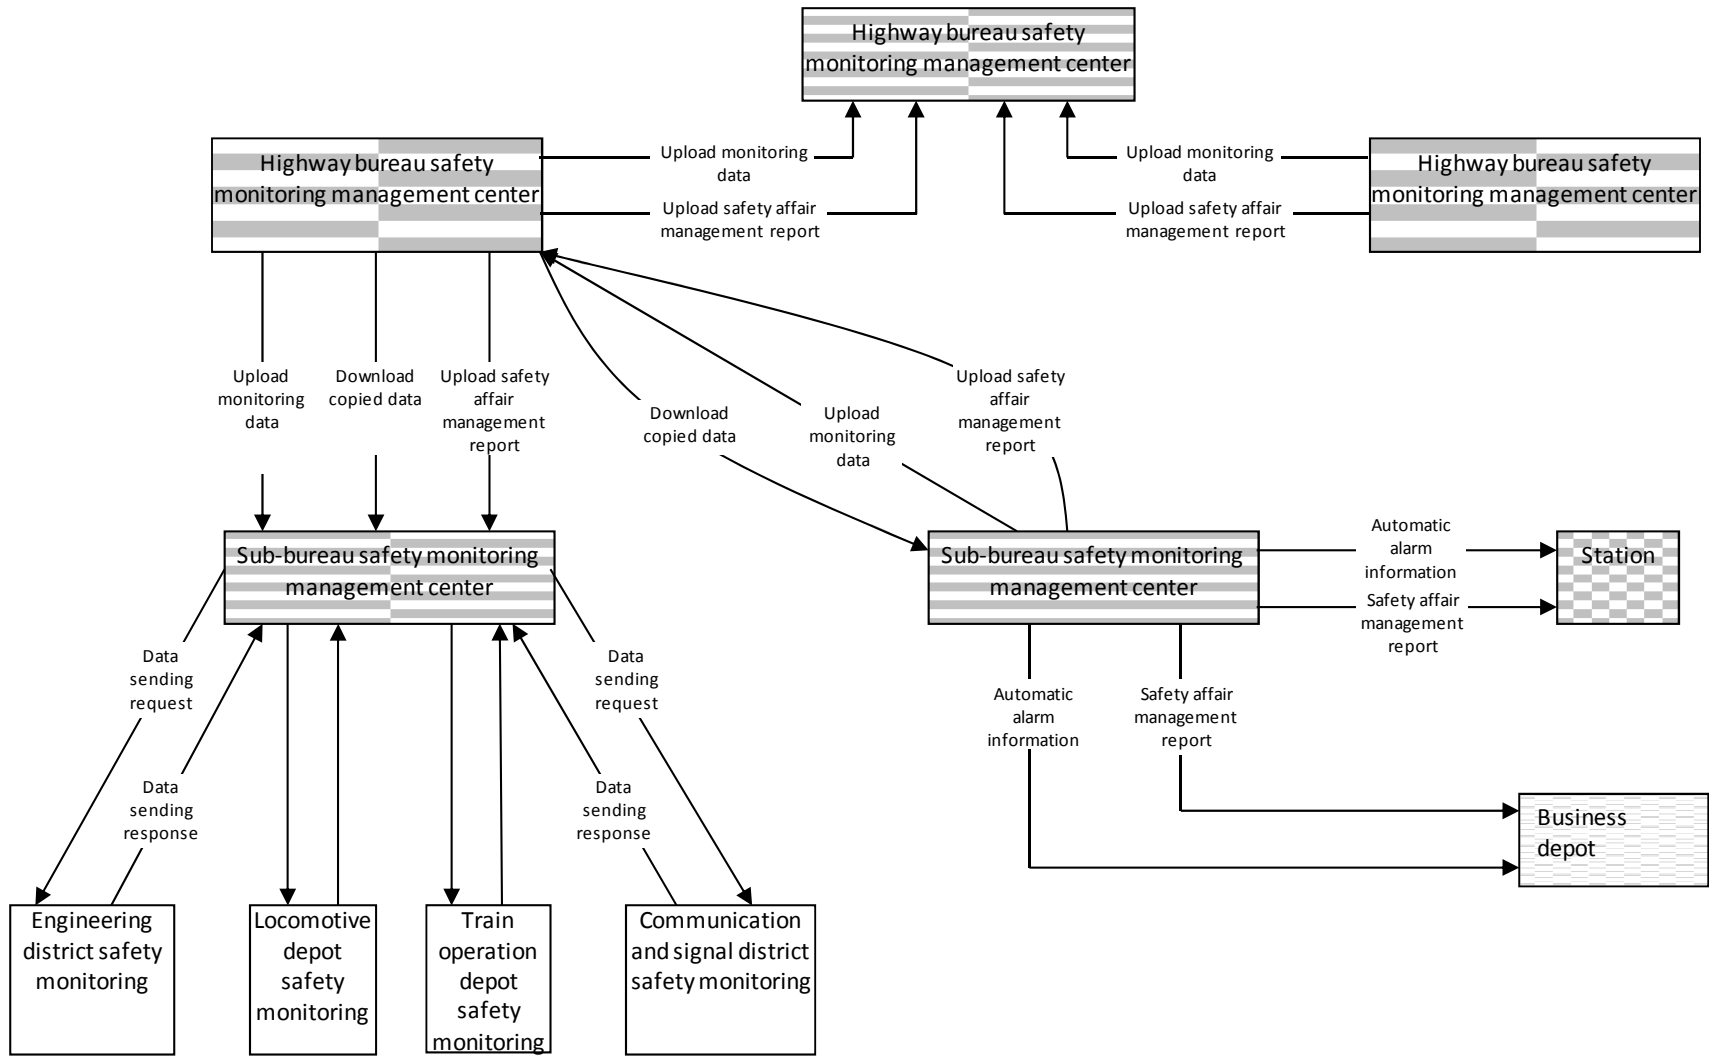 Highway bureau safety
monitoring management center
Highway bureau safety
monitoring management center
Upload monitoring
data
Upload safety affair
management report
Upload monitoring
data
Upload safety affair
management report
Highway bureau safety
monitoring management center
Upload
monitoring
data
Download
copied data
Upload safety
affair
management
report
Download
copied data
Upload
monitoring
data
Upload safety
affair
management
report
Sub-bureau safety monitoring
management center
Sub-bureau safety monitoring
management center
Automatic
alarm
information
Safety affair
management
report
Station
Data
sending
request
Data
sending
response
Data
sending
request
Data
sending
response
Automatic
alarm
information
Safety affair
management
report
Business
depot
Engineering
district safety
monitoring
Locomotive
depot
safety
monitoring
Train
operation
depot
safety
monitoring
Communication
and signal district
safety monitoring